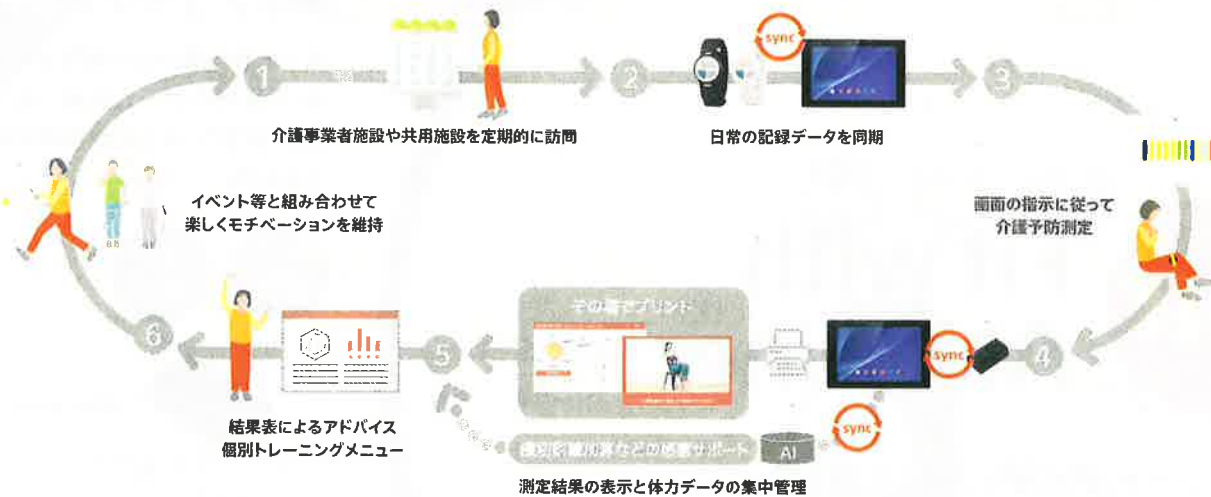 1
介護事業者施設や共用施設を定期的に訪問
2
sync
日常の記録データを同期
3
画面の指示に従って
介護予防測定
4
sync
sync
その場でプリント
AI
測定結果の表示と体力データの集中管理
5
結果表によるアドバイス
個別トレーニングメニュー
6
イベント等と組み合わせて
楽しくモチベーションを維持